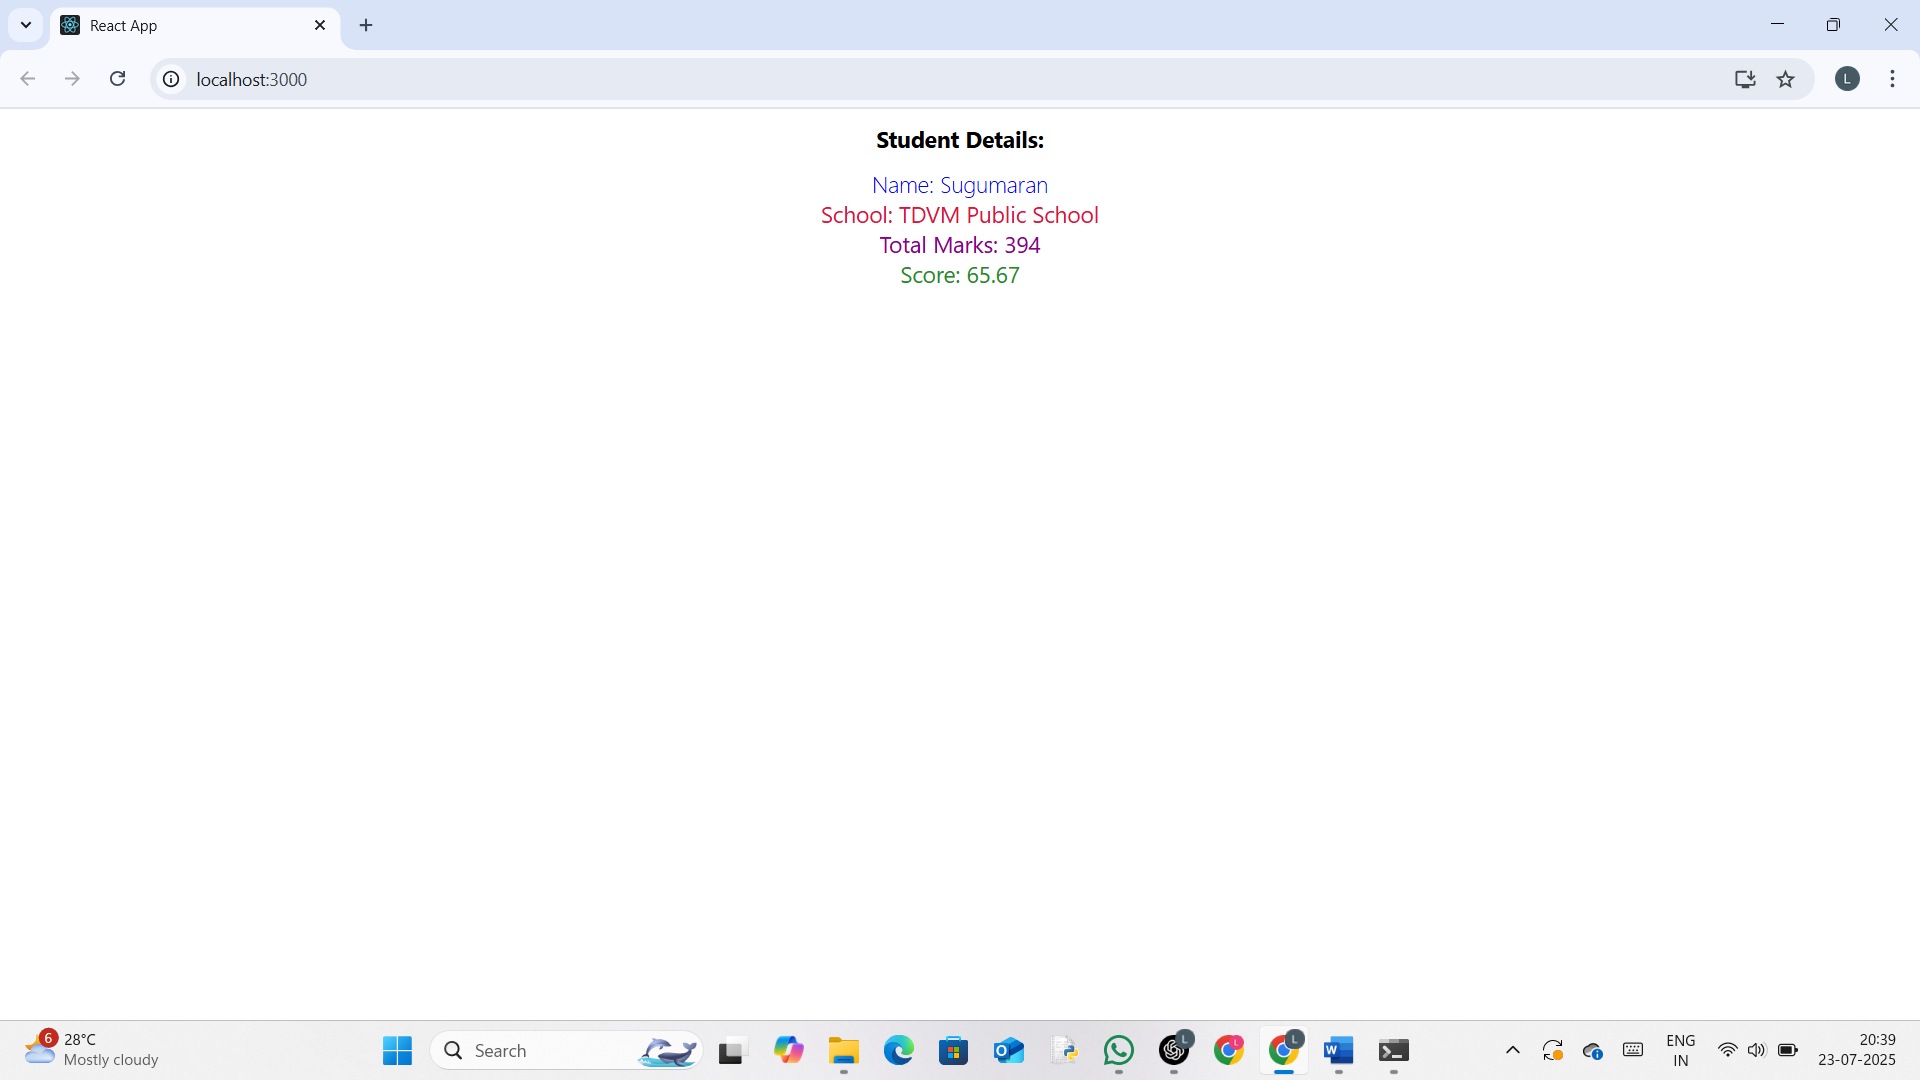 React App
localhost:3000
L
Student Details:
Name: Sugumaran
School: TDVM Public School
Total Marks: 394
Score: 65.67
6
28°C
Mostly cloudy
Search
L
L
L
ENG
IN
20:39
23-07-2025